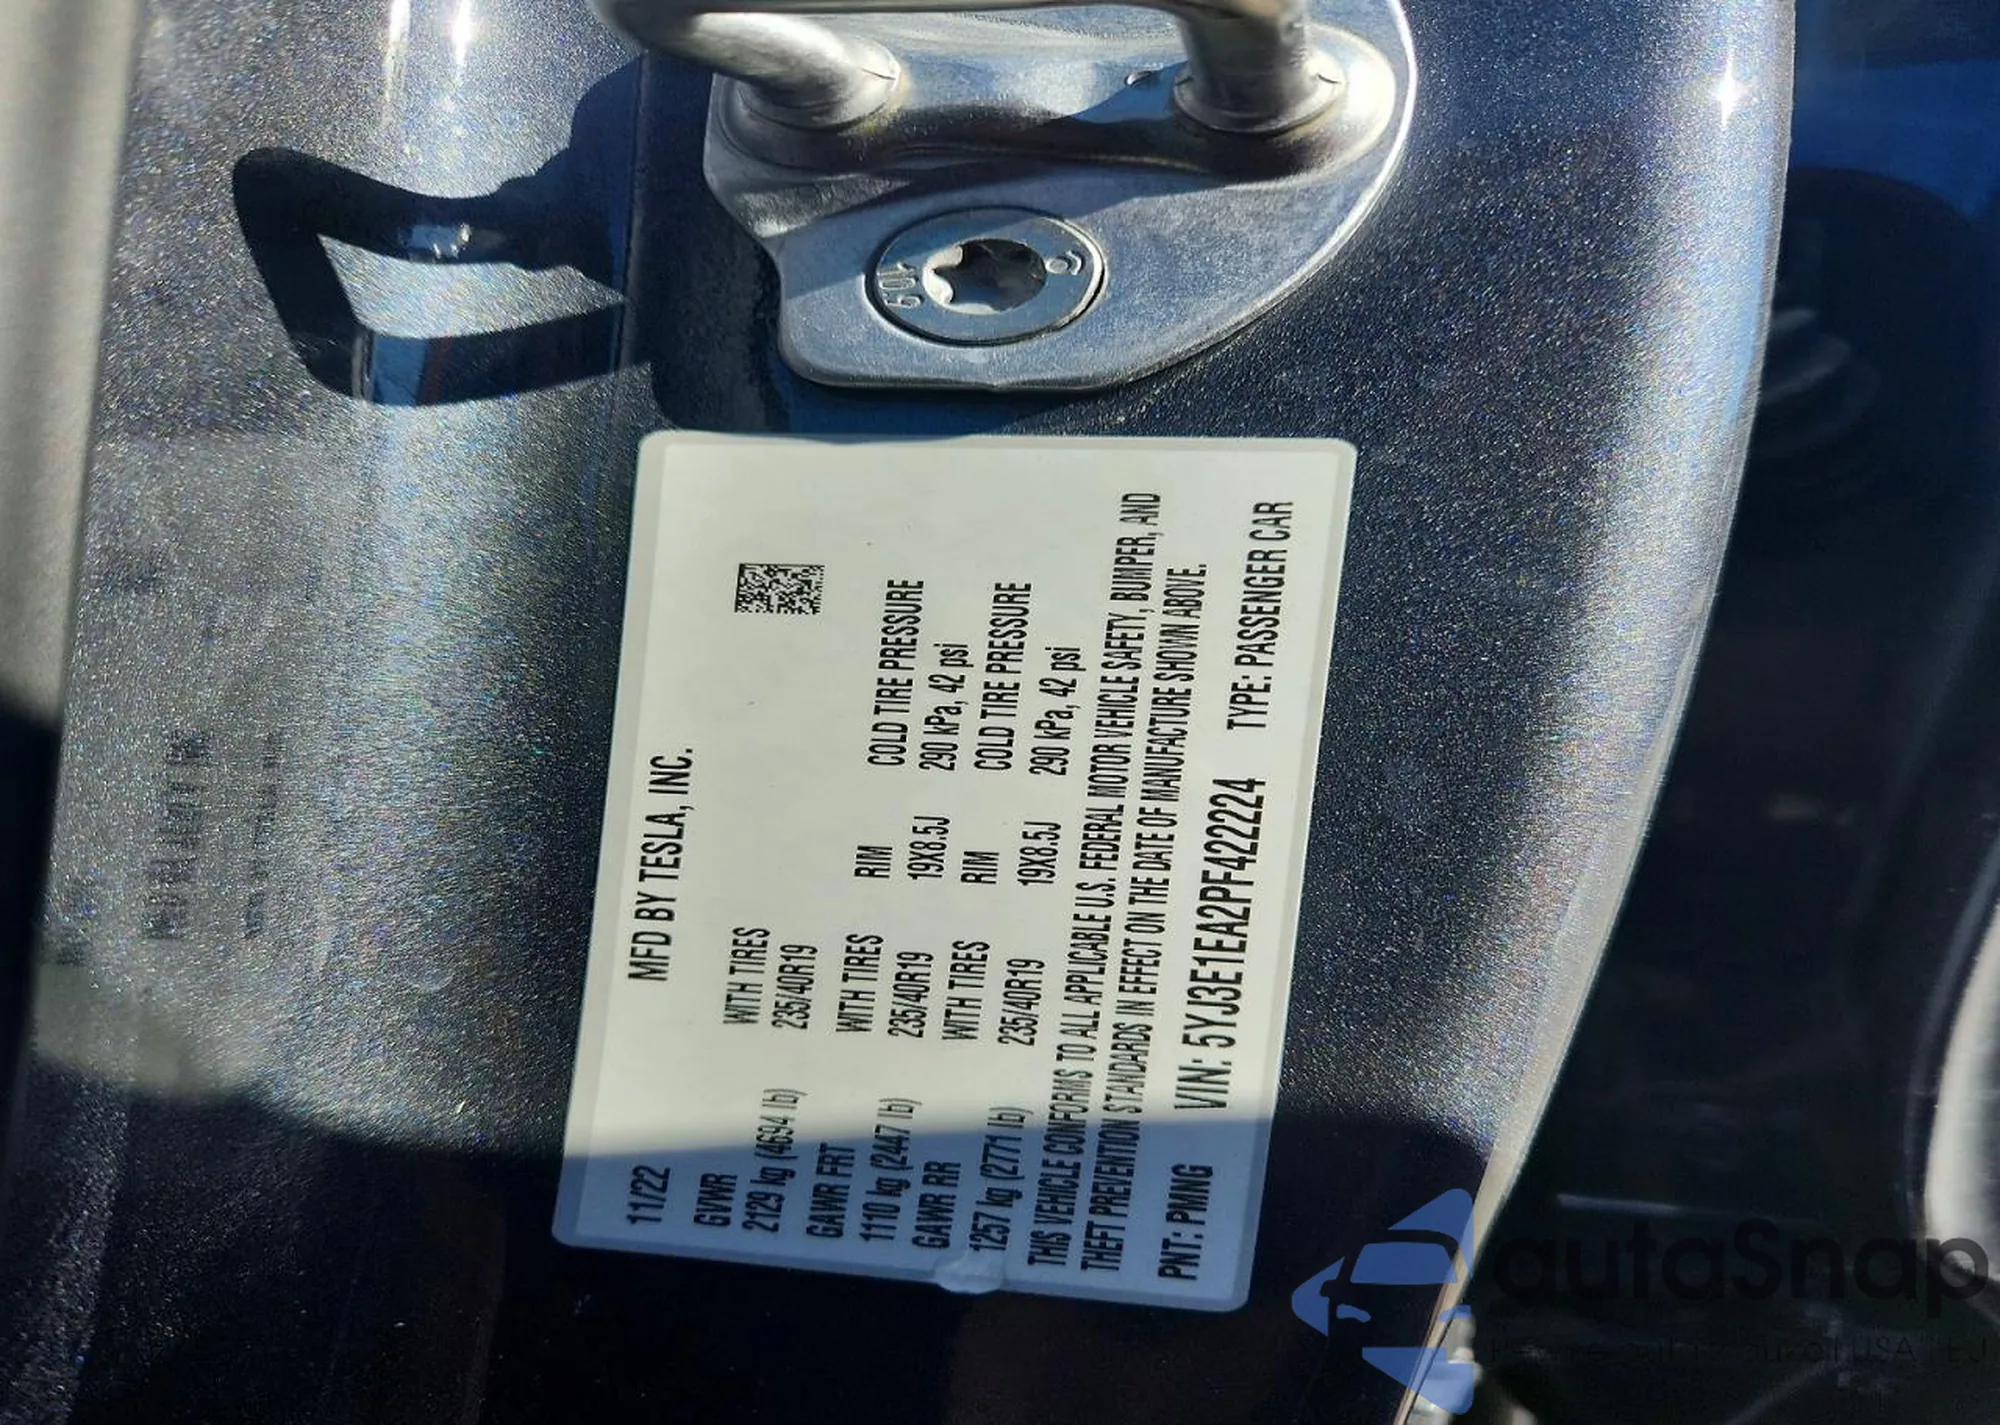 10.9
MFD BY TESLA, INC.
11/22
GVWR WITH TIRES
2129 kg (4694 lb) 235/40R19
GAWR FRT WITH TIRES RIM COLD TIRE PRESSURE
1110 kg (2447 lb) 235/40R19 19X8.5J 290 kPa, 42 psi
GAWR RR WITH TIRES RIM COLD TIRE PRESSURE
1257 kg (2771 lb) 235/40R19 19X8.5J 290 kPa, 42 psi
THIS VEHICLE CONFORMS TO ALL APPLICABLE U.S. FEDERAL MOTOR VEHICLE SAFETY, BUMPER, AND
THEFT PREVENTION STANDARDS IN EFFECT ON THE DATE OF MANUFACTURE SHOWN ABOVE.
PNT: PMNG VIN: 5YJ3E1EA2PF422224 TYPE: PASSENGER CAR
autaSnap